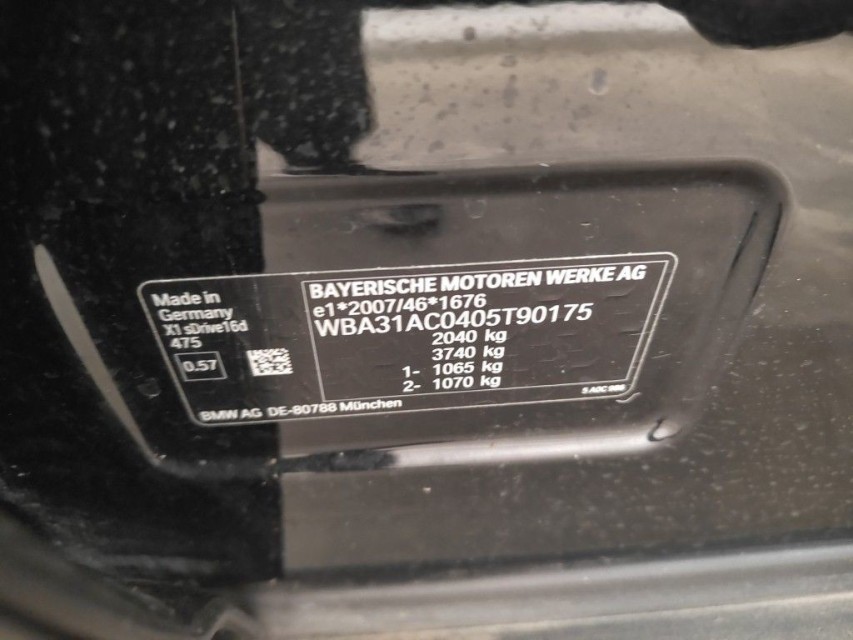 Made in
Germany
X1 sDrive16d
475
0.57
BAYERISCHE MOTOREN WERKE AG
e1*2007/46*1676
WBA31AC0405T90175
2040 kg
3740 kg
1- 1065 kg
2- 1070 kg
BMW AG DE-80788 München